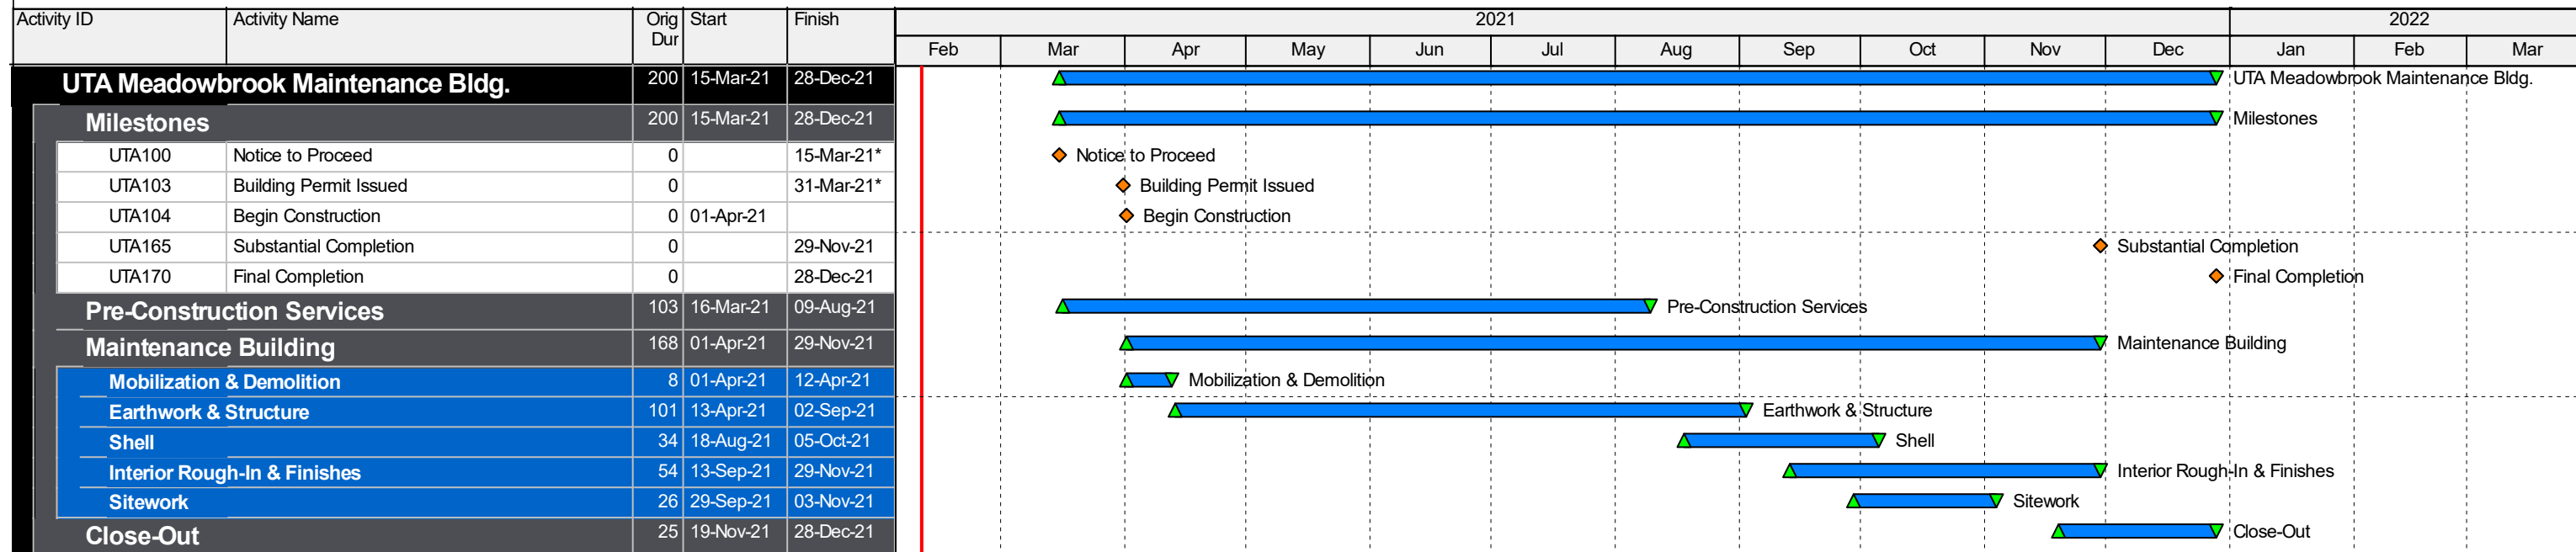 Activity ID Activity Name Orig Dur Start Finish 2021 2022
Feb Mar Apr May Jun Jul Aug Sep Oct Nov Dec Jan Feb Mar
UTA Meadowbrook Maintenance Bldg. 200 15-Mar-21 28-Dec-21 UTA Meadowbrook Maintenance Bldg.
Milestones 200 15-Mar-21 28-Dec-21 Milestones
UTA100 Notice to Proceed 0 15-Mar-21* Notice to Proceed
UTA103 Building Permit Issued 0 31-Mar-21* Building Permit Issued
UTA104 Begin Construction 0 01-Apr-21 Begin Construction
UTA165 Substantial Completion 0 29-Nov-21 Substantial Completion
UTA170 Final Completion 0 28-Dec-21 Final Completion
Pre-Construction Services 103 16-Mar-21 09-Aug-21 Pre-Construction Services
Maintenance Building 168 01-Apr-21 29-Nov-21 Maintenance Building
Mobilization & Demolition 8 01-Apr-21 12-Apr-21 Mobilization & Demolition
Earthwork & Structure 101 13-Apr-21 02-Sep-21 Earthwork & Structure
Shell 34 18-Aug-21 05-Oct-21 Shell
Interior Rough-In & Finishes 54 13-Sep-21 29-Nov-21 Interior Rough-In & Finishes
Sitework 26 29-Sep-21 03-Nov-21 Sitework
Close-Out 25 19-Nov-21 28-Dec-21 Close-Out